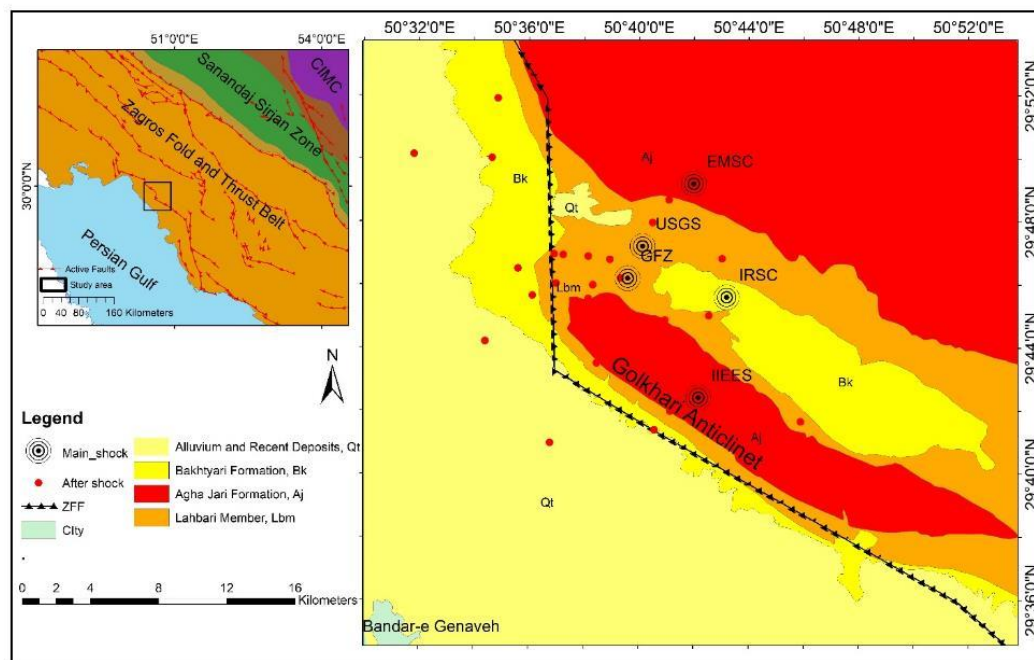 51°0'0"E
54°0'0"E
30°0'0"N
CIMC
Sanandaj-Sirjan Zone
Zagros Fold and Thrust Belt
Persian Gulf
Active Faults
Study area
0 40 80 160 Kilometers
N
Legend
Main_shock
After shock
ZFF
City
Alluvium and Recent Deposits, Qt
Bakhtyari Formation, Bk
Agha Jari Formation, Aj
Lahbari Member, Lbm
0 2 4 8 12 16
Kilometers
50°32'0"E 50°36'0"E 50°40'0"E 50°44'0"E 50°48'0"E 50°52'0"E
29°52'0"N
29°48'0"N
29°44'0"N
29°40'0"N
29°36'0"N
Aj
EMSC
Bk
Qt
USGS
GFZ
IRSC
Lbm
Bk
IIEES
Golkhari Anticlinet
Aj
Qt
Bandar-e Genaveh